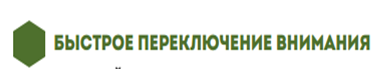 БЫСТРОЕ ПЕРЕКЛЮЧЕНИЕ ВНИМАНИЯ